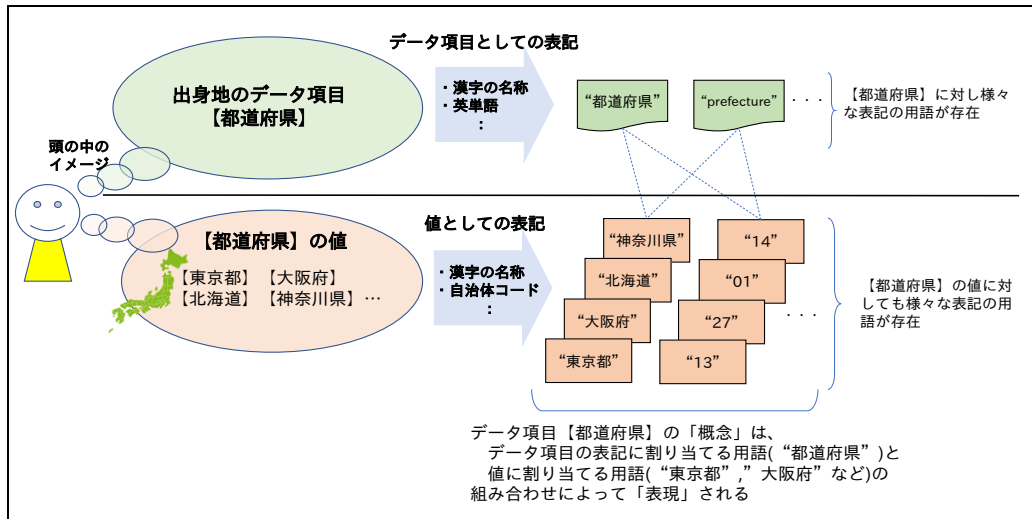 データ項目としての表記
出身地のデータ項目
【都道府県】
・漢字の名称
・英単語
：
“都道府県”
“prefecture”
・・・
【都道府県】に対し様々
な表記の用語が存在
頭の中の
イメージ
【都道府県】の値
【東京都】【大阪府】
【北海道】【神奈川県】…
値としての表記
・漢字の名称
・自治体コード
：
“神奈川県”
“北海道”
“大阪府”
“東京都”
“14”
“01”
“27”
“13”
・・・
【都道府県】の値に対
しても様々な表記の用
語が存在
データ項目【都道府県】の「概念」は、
データ項目の表記に割り当てる用語(“都道府県”)と
値に割り当てる用語(“東京都”,”大阪府”など)の
組み合わせによって「表現」される